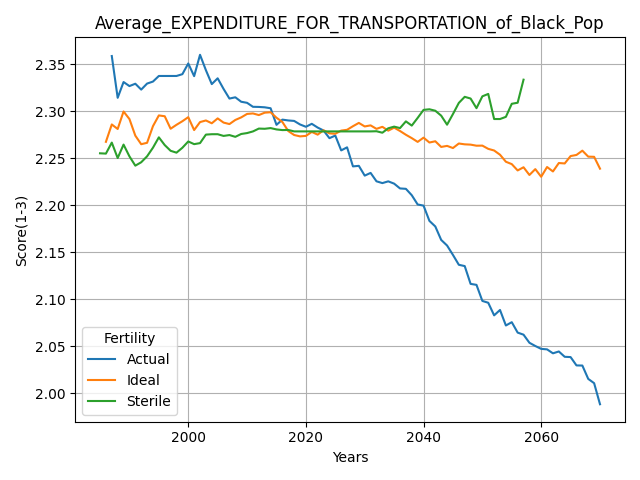 Average_EXPENDITURE_FOR_TRANSPORTATION_of_Black_Pop
2.35
2.30
2.25
2.20
2.15
2.10
2.05
2.00
Score(1-3)
Fertility
Actual
Ideal
Sterile
2000 2020 2040 2060
Years